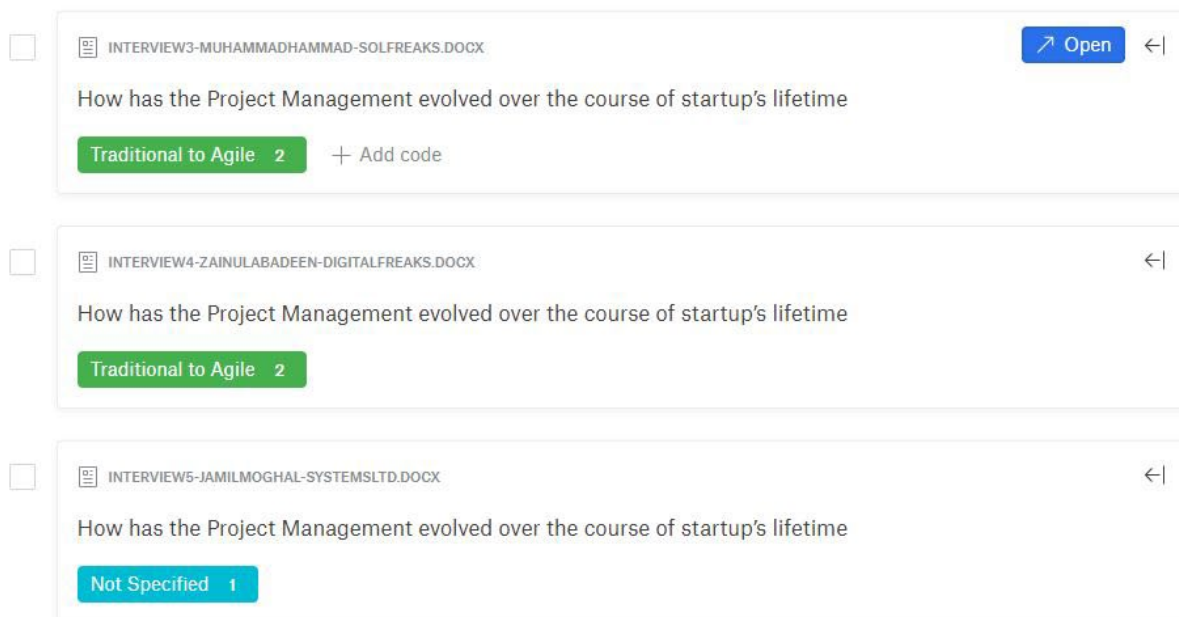 INTERVIEW3-MUHAMMADHAMMAD-SOLFREAKS.DOCX
Open
How has the Project Management evolved over the course of startup's lifetime
Traditional to Agile 2
+ Add code
INTERVIEW4-ZAINULABADEEN-DIGITALFREAKS.DOCX
How has the Project Management evolved over the course of startup's lifetime
Traditional to Agile 2
INTERVIEW5-JAMILMOGHAL-SYSTEMSLTD.DOCX
How has the Project Management evolved over the course of startup's lifetime
Not Specified 1